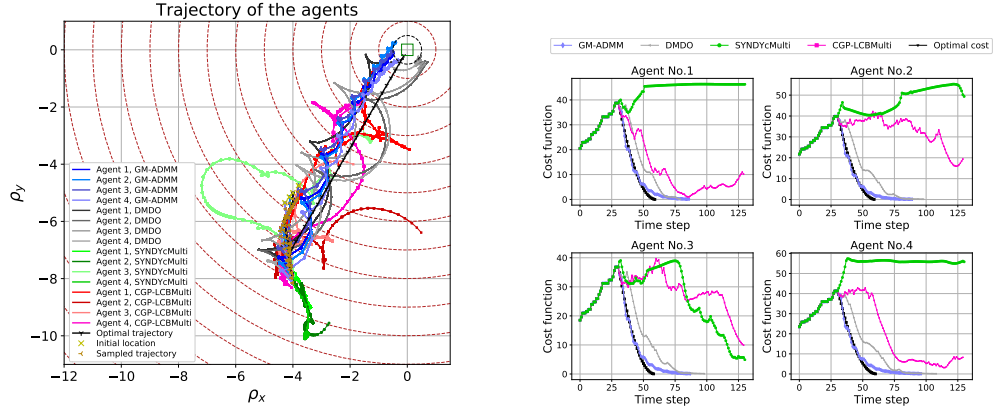 Trajectory of the agents
0
−2
−4
−6
−8
−10
ρy
Agent 1, GM-ADMM
Agent 2, GM-ADMM
Agent 3, GM-ADMM
Agent 4, GM-ADMM
Agent 1, DMDO
Agent 2, DMDO
Agent 3, DMDO
Agent 4, DMDO
Agent 1, SYNDYcMulti
Agent 2, SYNDYcMulti
Agent 3, SYNDYcMulti
Agent 4, SYNDYcMulti
Agent 1, CGP-LCBMulti
Agent 2, CGP-LCBMulti
Agent 3, CGP-LCBMulti
Agent 4, CGP-LCBMulti
Optimal trajectory
Initial location
Sampled trajectory
−12 −10 −8 −6 −4 −2 0
ρx
GM-ADMM DMDO SYNDYcMulti CGP-LCBMulti Optimal cost
Agent No.1
Cost function
40
20
0
0 25 50 75 100 125
Time step
Agent No.2
Cost function
50
40
30
20
10
0
0 25 50 75 100 125
Time step
Agent No.3
Cost function
40
30
20
10
0
0 25 50 75 100 125
Time step
Agent No.4
Cost function
60
40
20
0
0 25 50 75 100 125
Time step